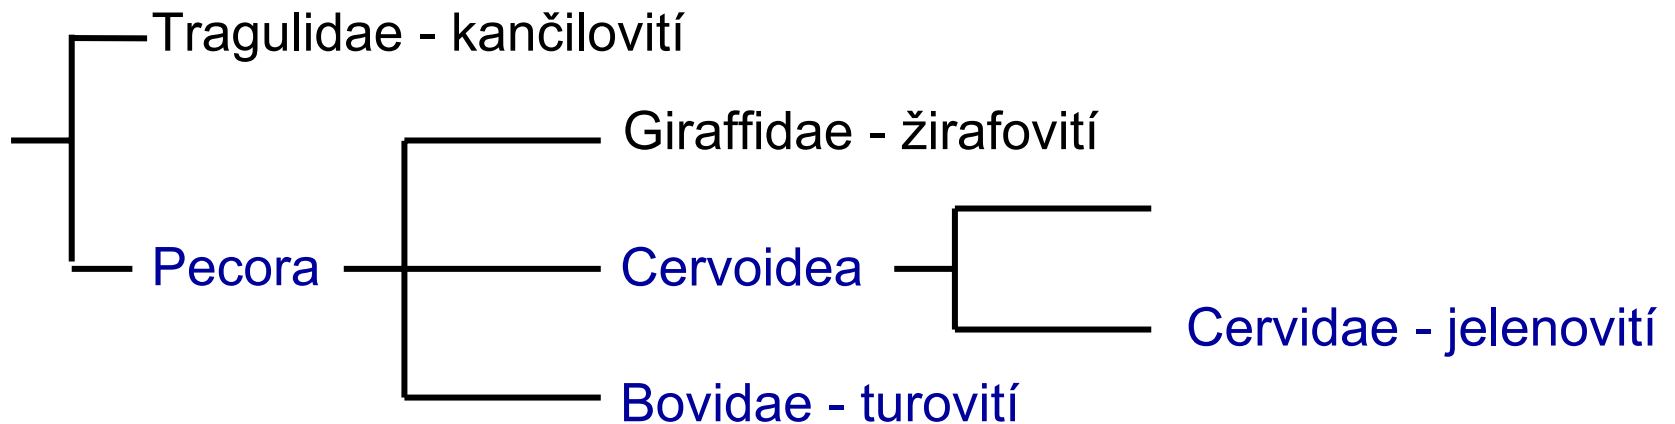 Tragulidae - kančilovití
Giraffidae - žirafovití
Pecora
Cervoidea
Cervidae - jelenovití
Bovidae - turovití